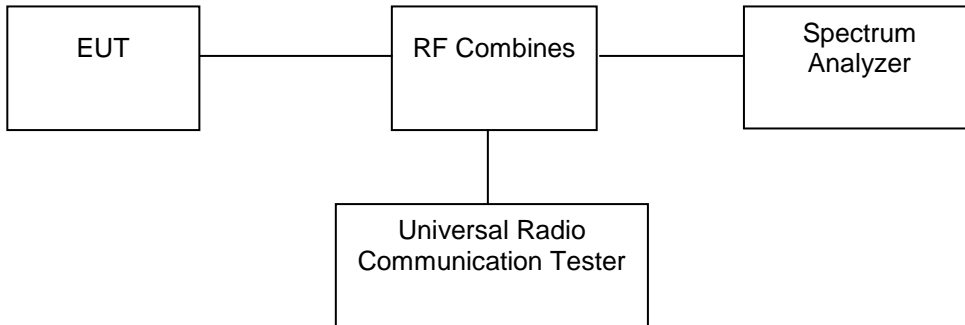 EUT
RF Combines
Spectrum
Analyzer
Universal Radio
Communication Tester